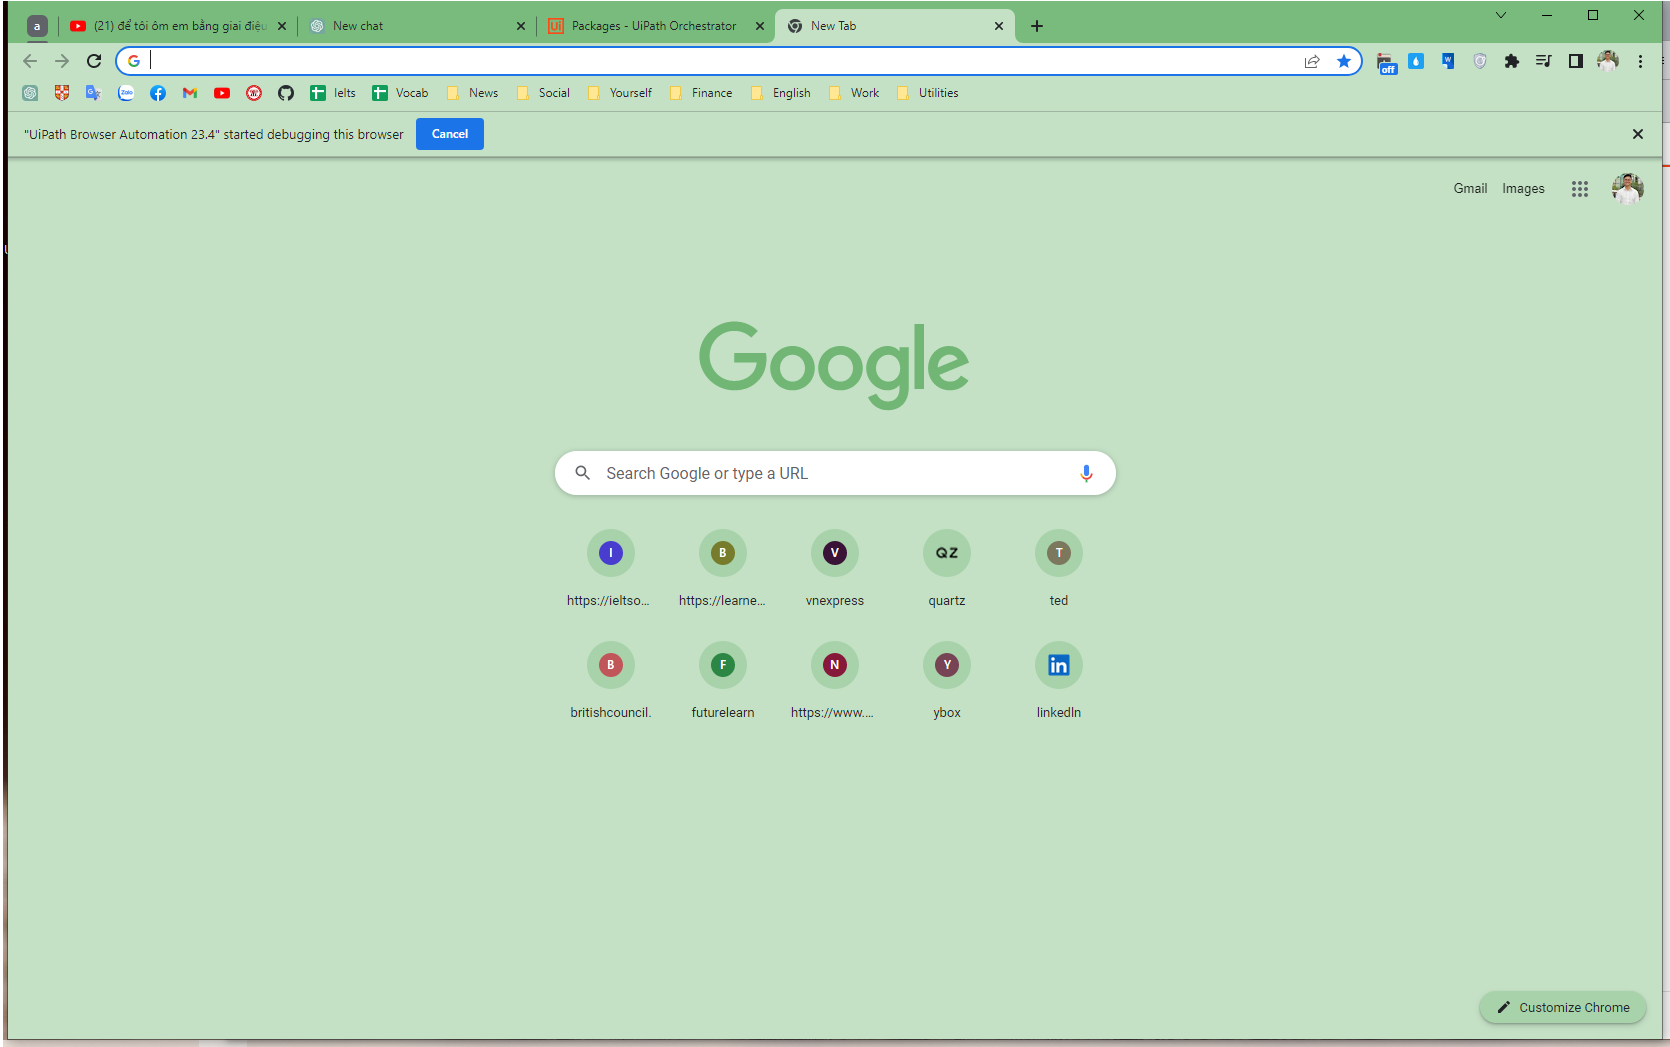 a
(21) để tôi ôm em bằng giai điệu
New chat
Packages - UiPath Orchestrator
New Tab
off
Ielts
Vocab
News
Social
Yourself
Finance
English
Work
Utilities
"UiPath Browser Automation 23.4" started debugging this browser
Cancel
Gmail
Images
Google
Search Google or type a URL
I
B
V
QZ
T
https://ieltso...
https://learne...
vnexpress
quartz
ted
B
F
N
Y
in
britishcouncil.
futurelearn
https://www....
ybox
linkedln
Customize Chrome